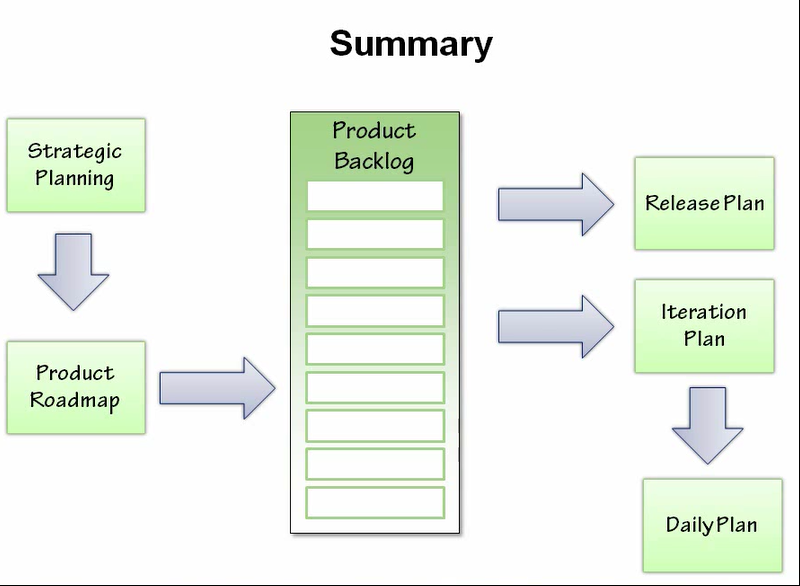 Summary
Strategic
Planning
Product
Roadmap
Product
Backlog
Release Plan
Iteration
Plan
Daily Plan